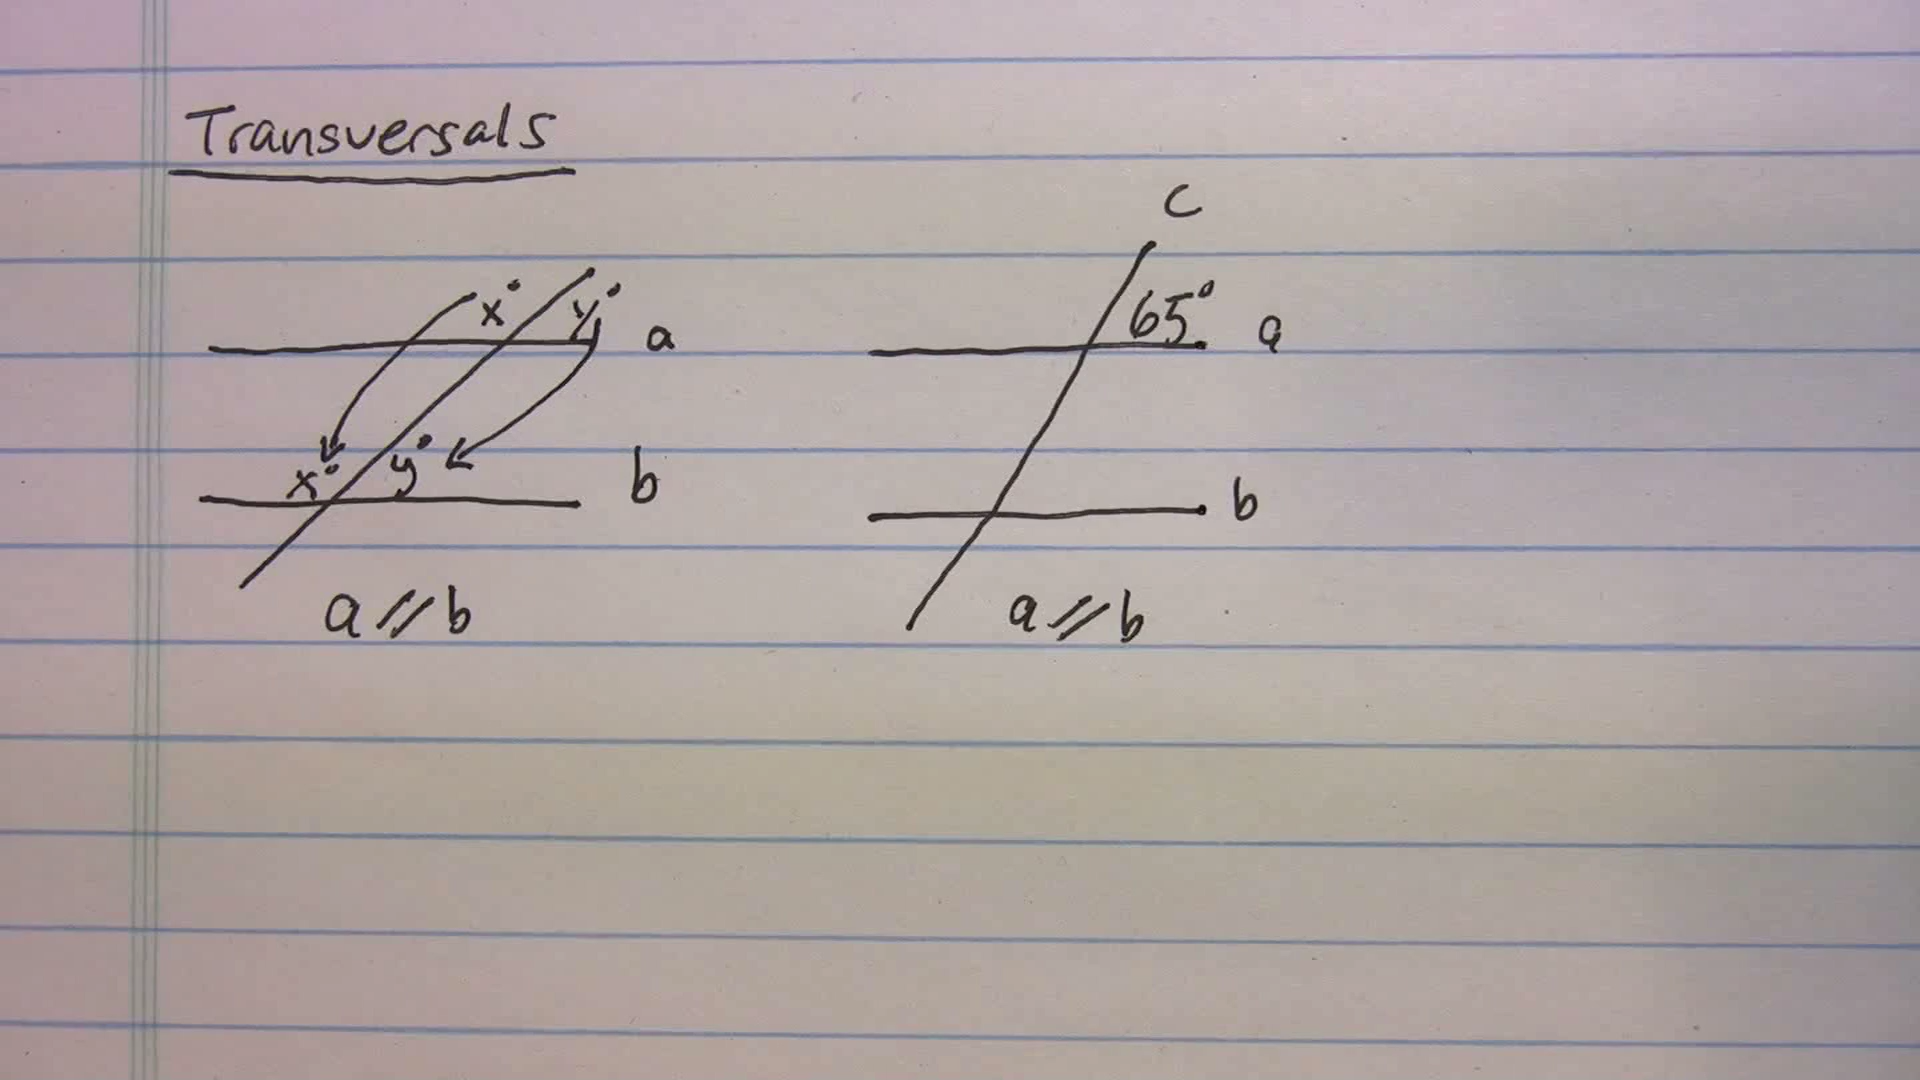 Transversals
c
x° y° a
65° a
x° y° b
b
a // b
a // b